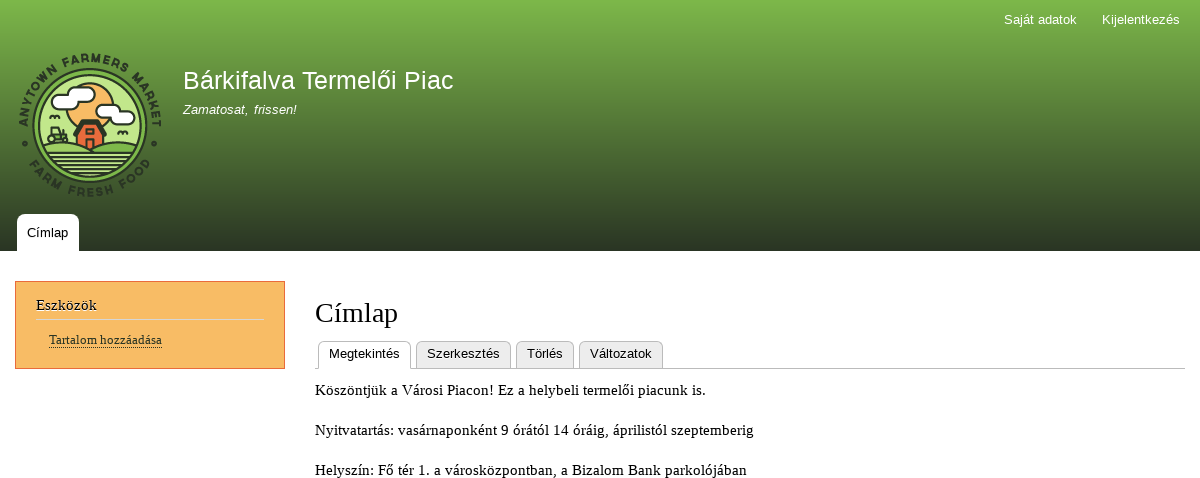 Saját adatok Kijelentkezés
ANYTOWN FARMERS MARKET
FARM FRESH FOOD
Bárkifalva Termelői Piac
Zamatosat, frissen!
Címlap
Eszközök
Tartalom hozzáadása
Címlap
Megtekintés Szerkesztés Törlés Változatok
Köszöntjük a Városi Piacon! Ez a helybeli termelői piacunk is.
Nyitvatartás: vasárnaponként 9 órától 14 óráig, áprilistól szeptemberig
Helyszín: Fő tér 1. a városközpontban, a Bizalom Bank parkolójában